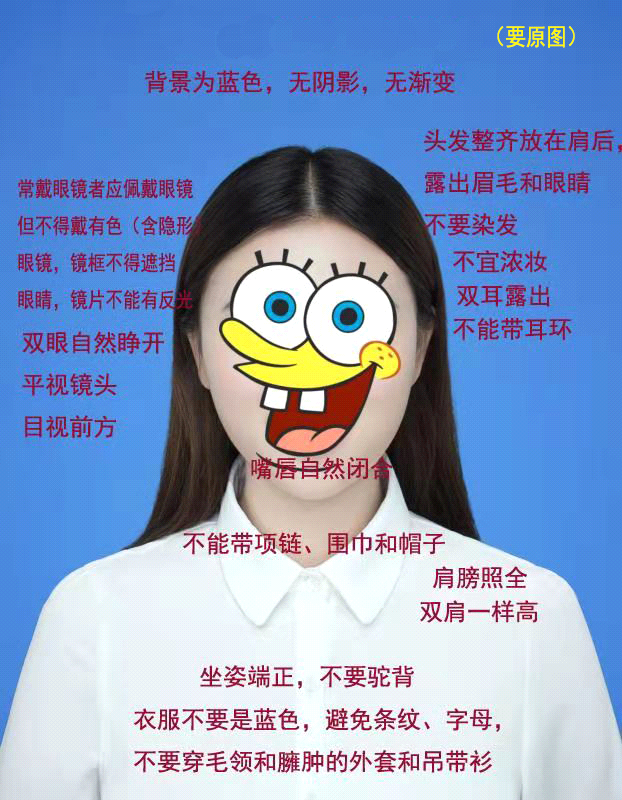 （要原图）
背景为蓝色，无阴影，无渐变
头发整齐放在肩后，
露出眉毛和眼睛
不要染发
不宜浓妆
双耳露出
不能带耳环
常戴眼镜者应佩戴眼镜
但不得戴有色（含隐形）
眼镜，镜框不得遮挡
眼睛，镜片不能有反光
双眼自然睁开
平视镜头
目视前方
嘴唇自然闭合
不能带项链、围巾和帽子
肩膀照全
双肩一样高
坐姿端正，不要驼背
衣服不要是蓝色，避免条纹、字母，
不要穿毛领和臃肿的外套和吊带衫